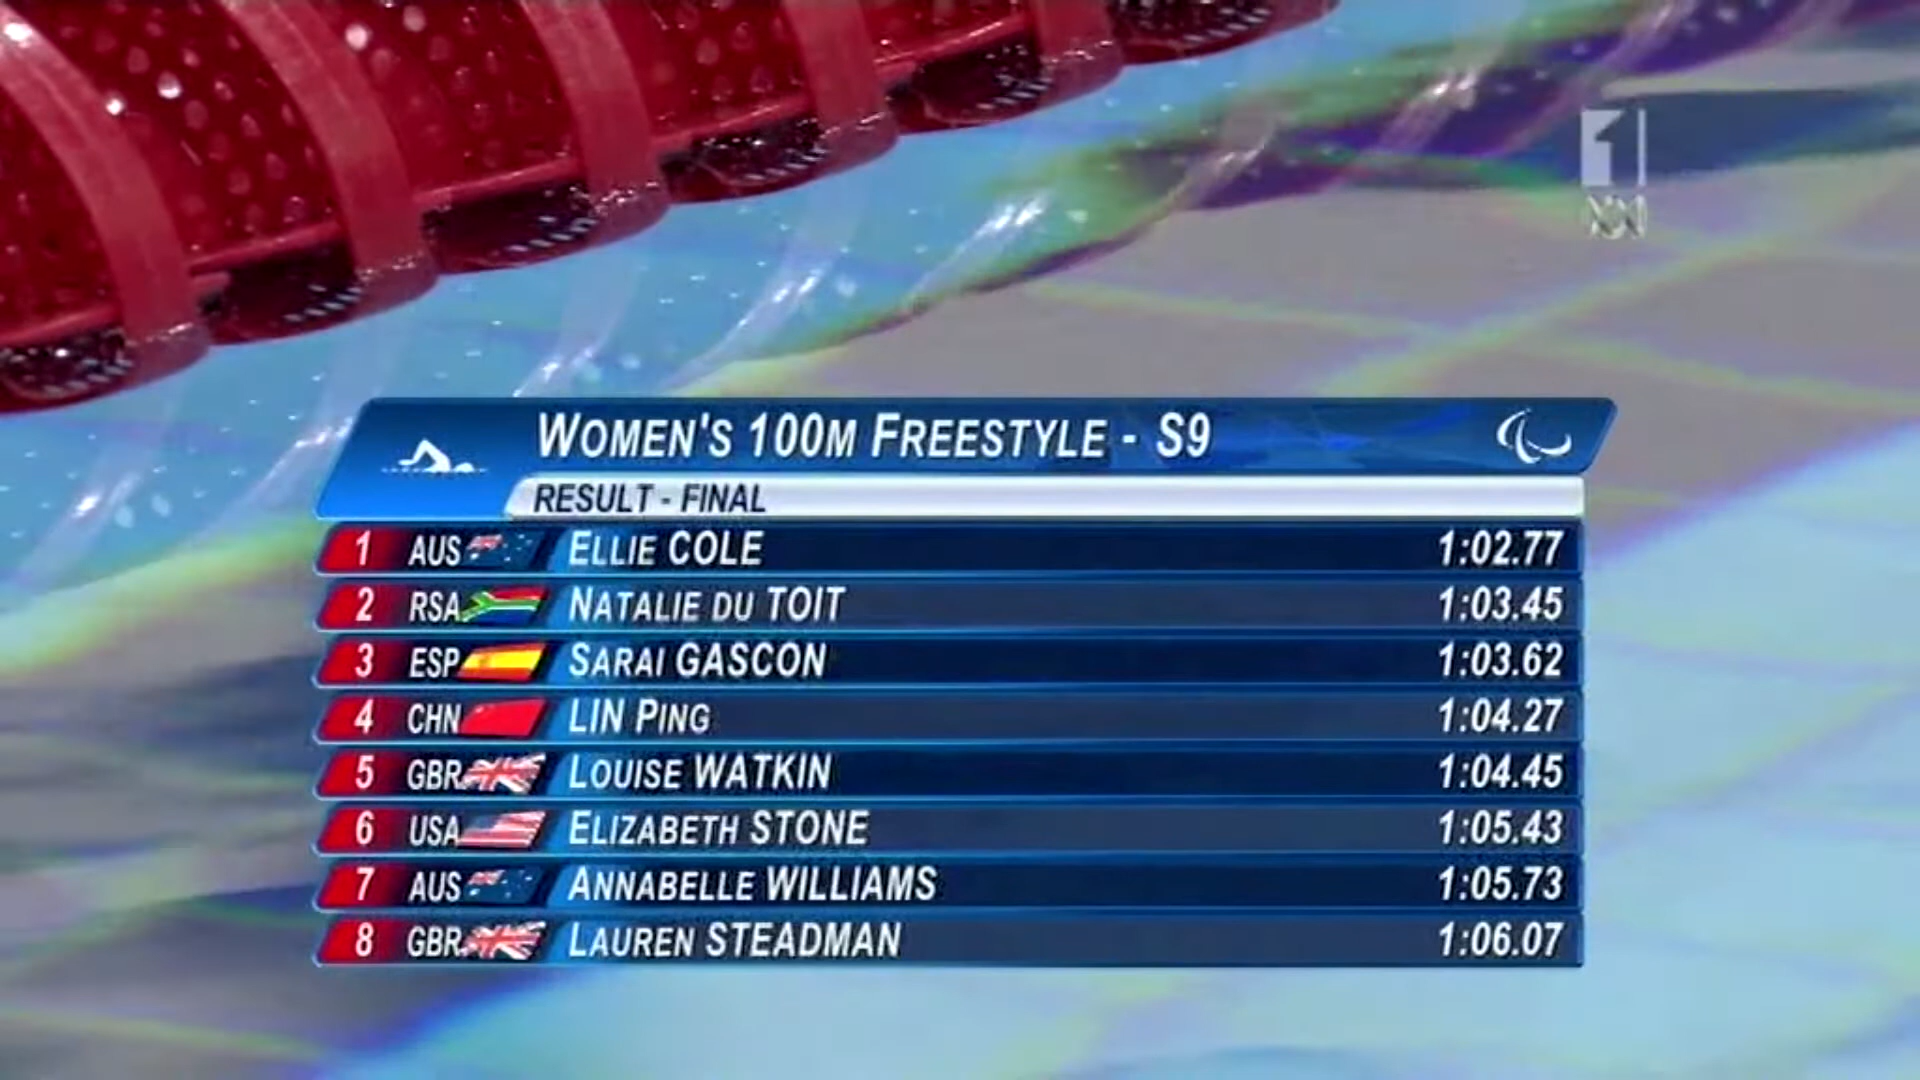 1
WOMEN'S 100M FREESTYLE - S9
RESULT - FINAL
1 AUS ELLIE COLE 1:02.77
2 RSA NATALIE DU TOIT 1:03.45
3 ESP SARAI GASCON 1:03.62
4 CHN LIN PING 1:04.27
5 GBR LOUISE WATKIN 1:04.45
6 USA ELIZABETH STONE 1:05.43
7 AUS ANNABELLE WILLIAMS 1:05.73
8 GBR LAUREN STEADMAN 1:06.07